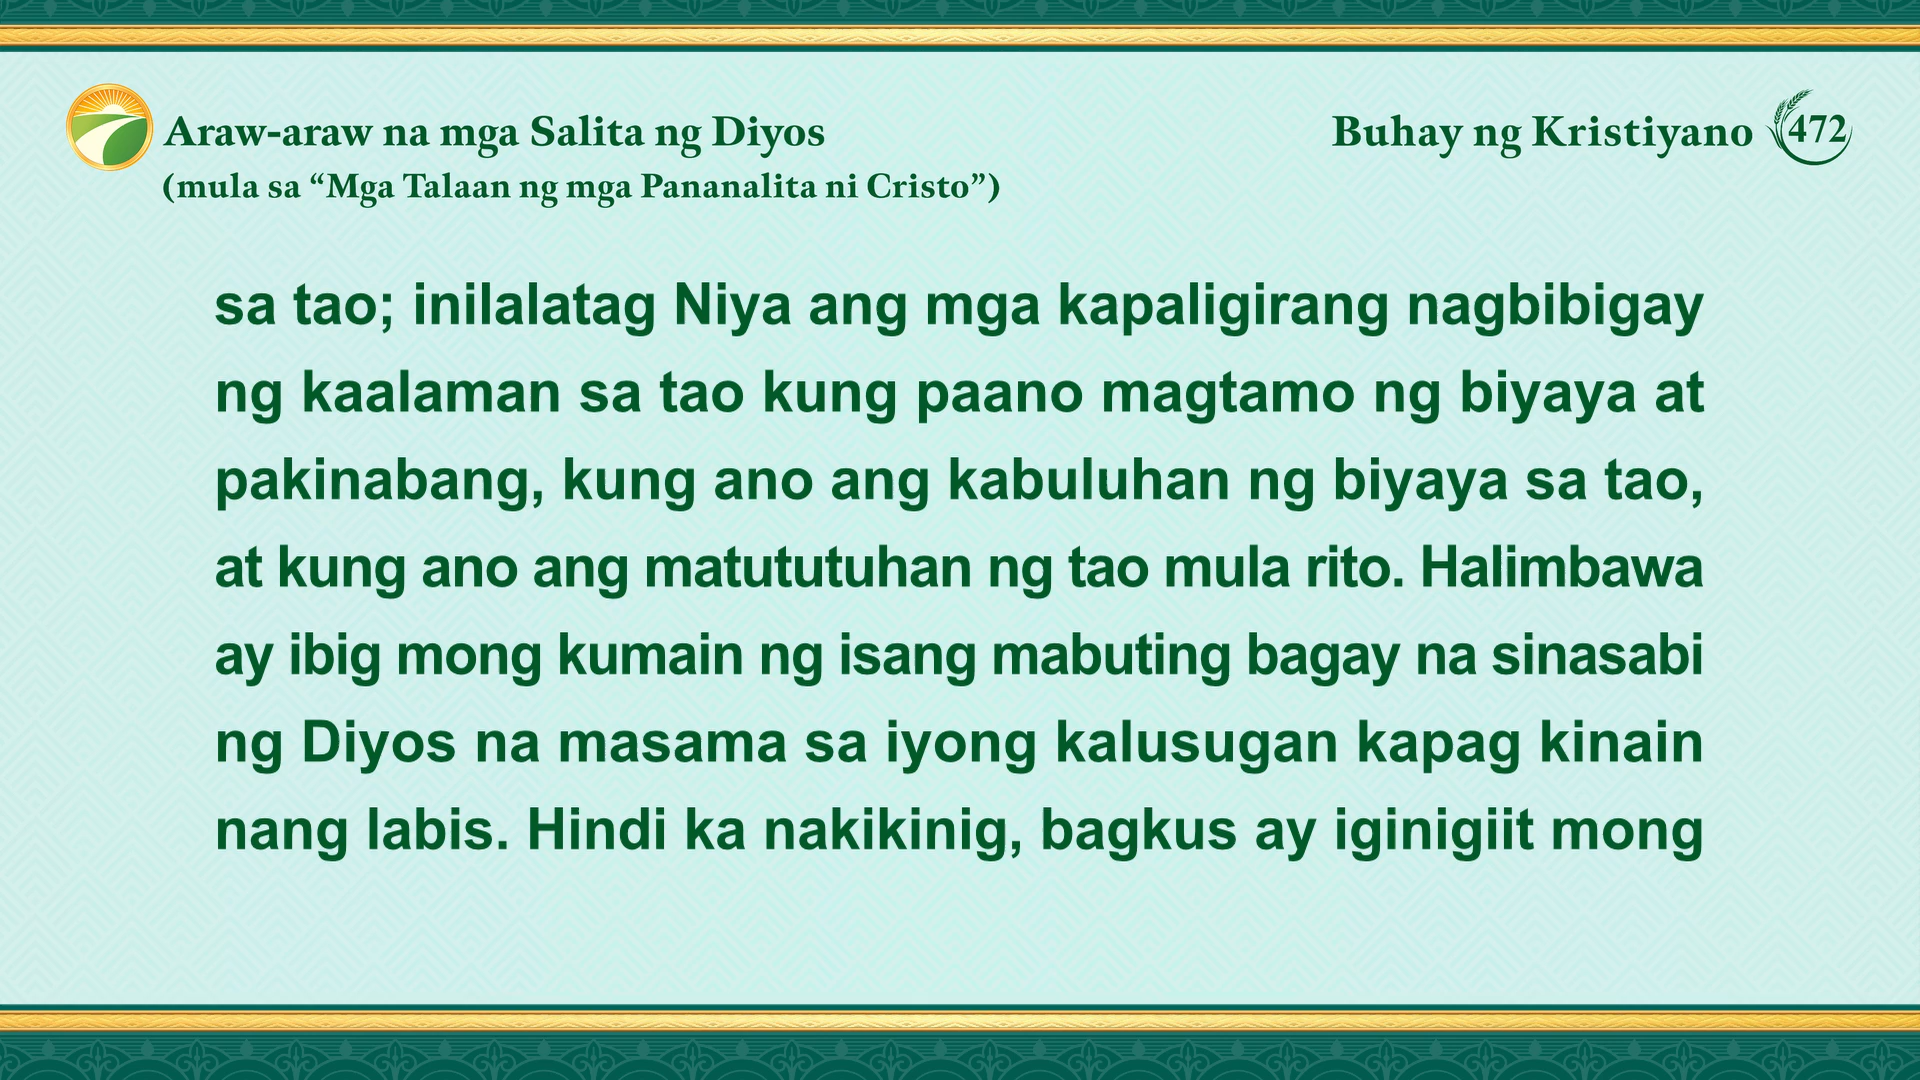 Araw-araw na mga Salita ng Diyos
(mula sa “Mga Talaan ng mga Pananalita ni Cristo”)
Buhay ng Kristiyano 472
sa tao; inilalatag Niya ang mga kapaligirang nagbibigay
ng kaalaman sa tao kung paano magtamo ng biyaya at
pakinabang, kung ano ang kabuluhan ng biyaya sa tao,
at kung ano ang matututuhan ng tao mula rito. Halimbawa
ay ibig mong kumain ng isang mabuting bagay na sinasabi
ng Diyos na masama sa iyong kalusugan kapag kinain
nang labis. Hindi ka nakikinig, bagkus ay iginigiit mong